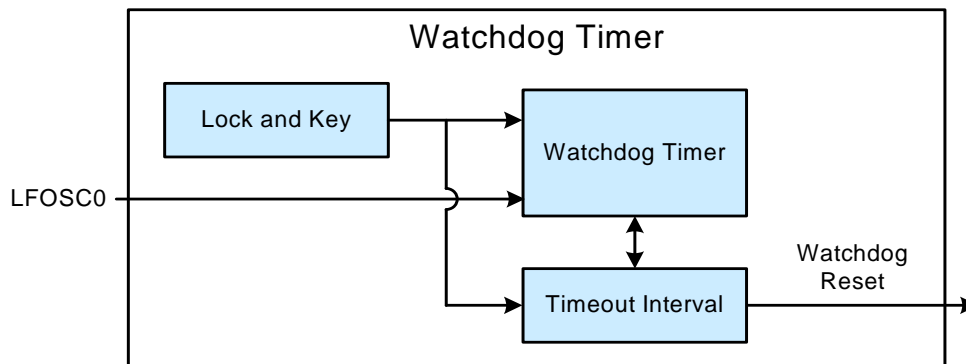 Watchdog Timer
Lock and Key
Watchdog Timer
LFOSC0
Watchdog
Reset
Timeout Interval